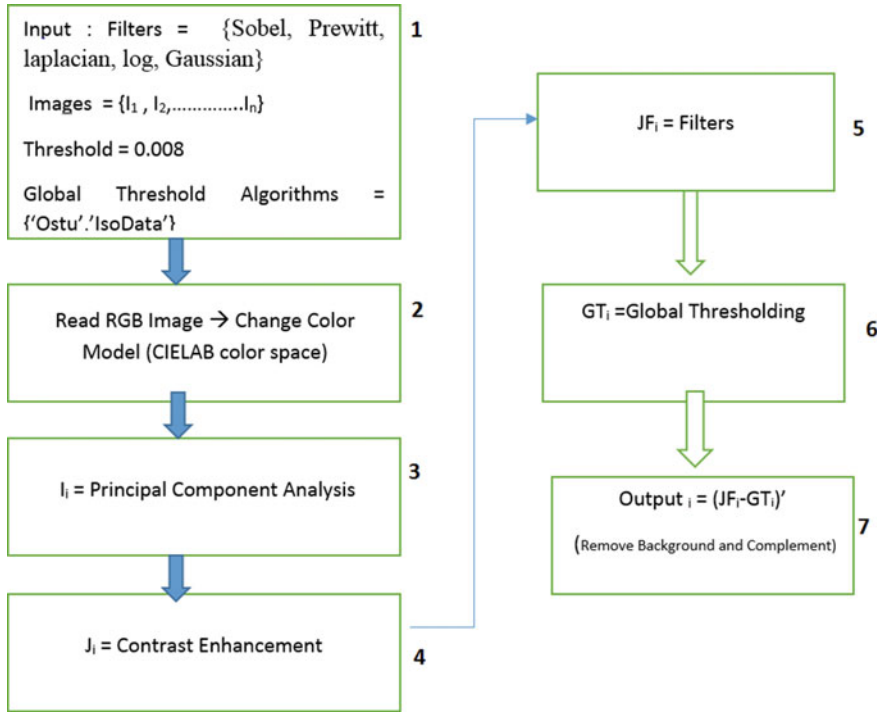 Input : Filters = {Sobel, Prewitt,
laplacian, log, Gaussian}
Images = {I₁ , I₂,..............Iₙ}
Threshold = 0.008
Global Threshold Algorithms =
{'Ostu'.'IsoData'}
1
Read RGB Image → Change Color
Model (CIELAB color space)
2
Iᵢ = Principal Component Analysis
3
Jᵢ = Contrast Enhancement
4
JFᵢ = Filters
5
GTᵢ =Global Thresholding
6
Output ᵢ = (JFᵢ-GTᵢ)'
(Remove Background and Complement)
7